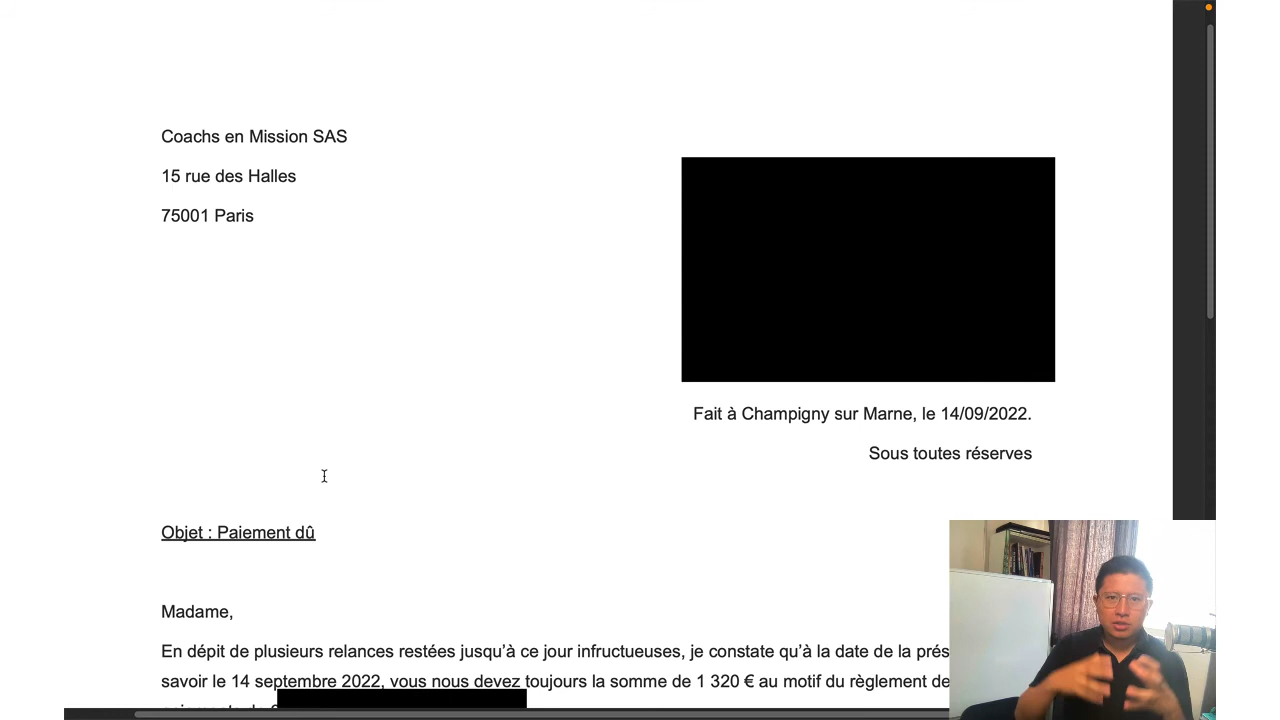 Coachs en Mission SAS
15 rue des Halles
75001 Paris
Fait à Champigny sur Marne, le 14/09/2022.
Sous toutes réserves
Objet : Paiement dû
Madame,
En dépit de plusieurs relances restées jusqu’à ce jour infructueuses, je constate qu’à la date de la
savoir le 14 septembre 2022, vous nous devez toujours la somme de 1 320 € au motif du règlement de